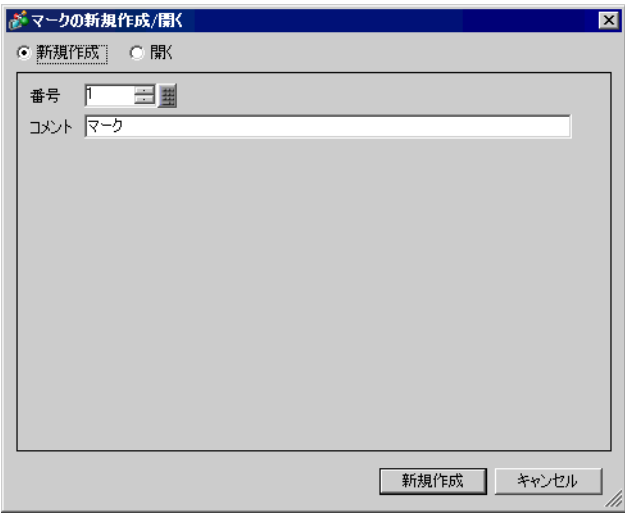 マークの新規作成/開く
新規作成 開く
番号 1
コメント マーク
新規作成 キャンセル